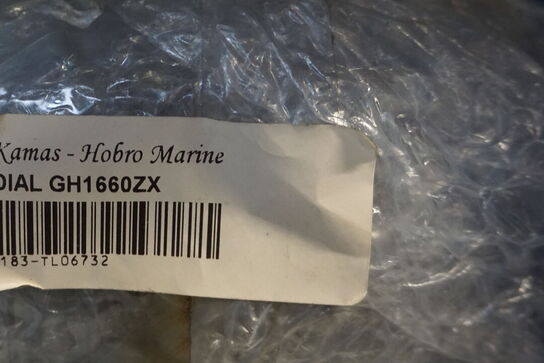 Kamas - Hobro Marine
DIAL GH1660ZX
183-TL06732